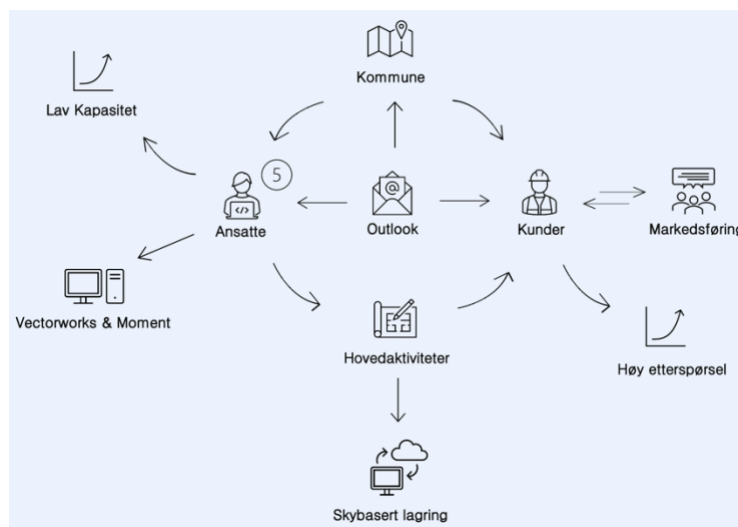 Kommune
Lav Kapasitet
5
@
</>
Ansatte
Outlook
Kunder
Markedsføring
Vectorworks & Moment
Hovedaktiviteter
Høy etterspørsel
Skybasert lagring